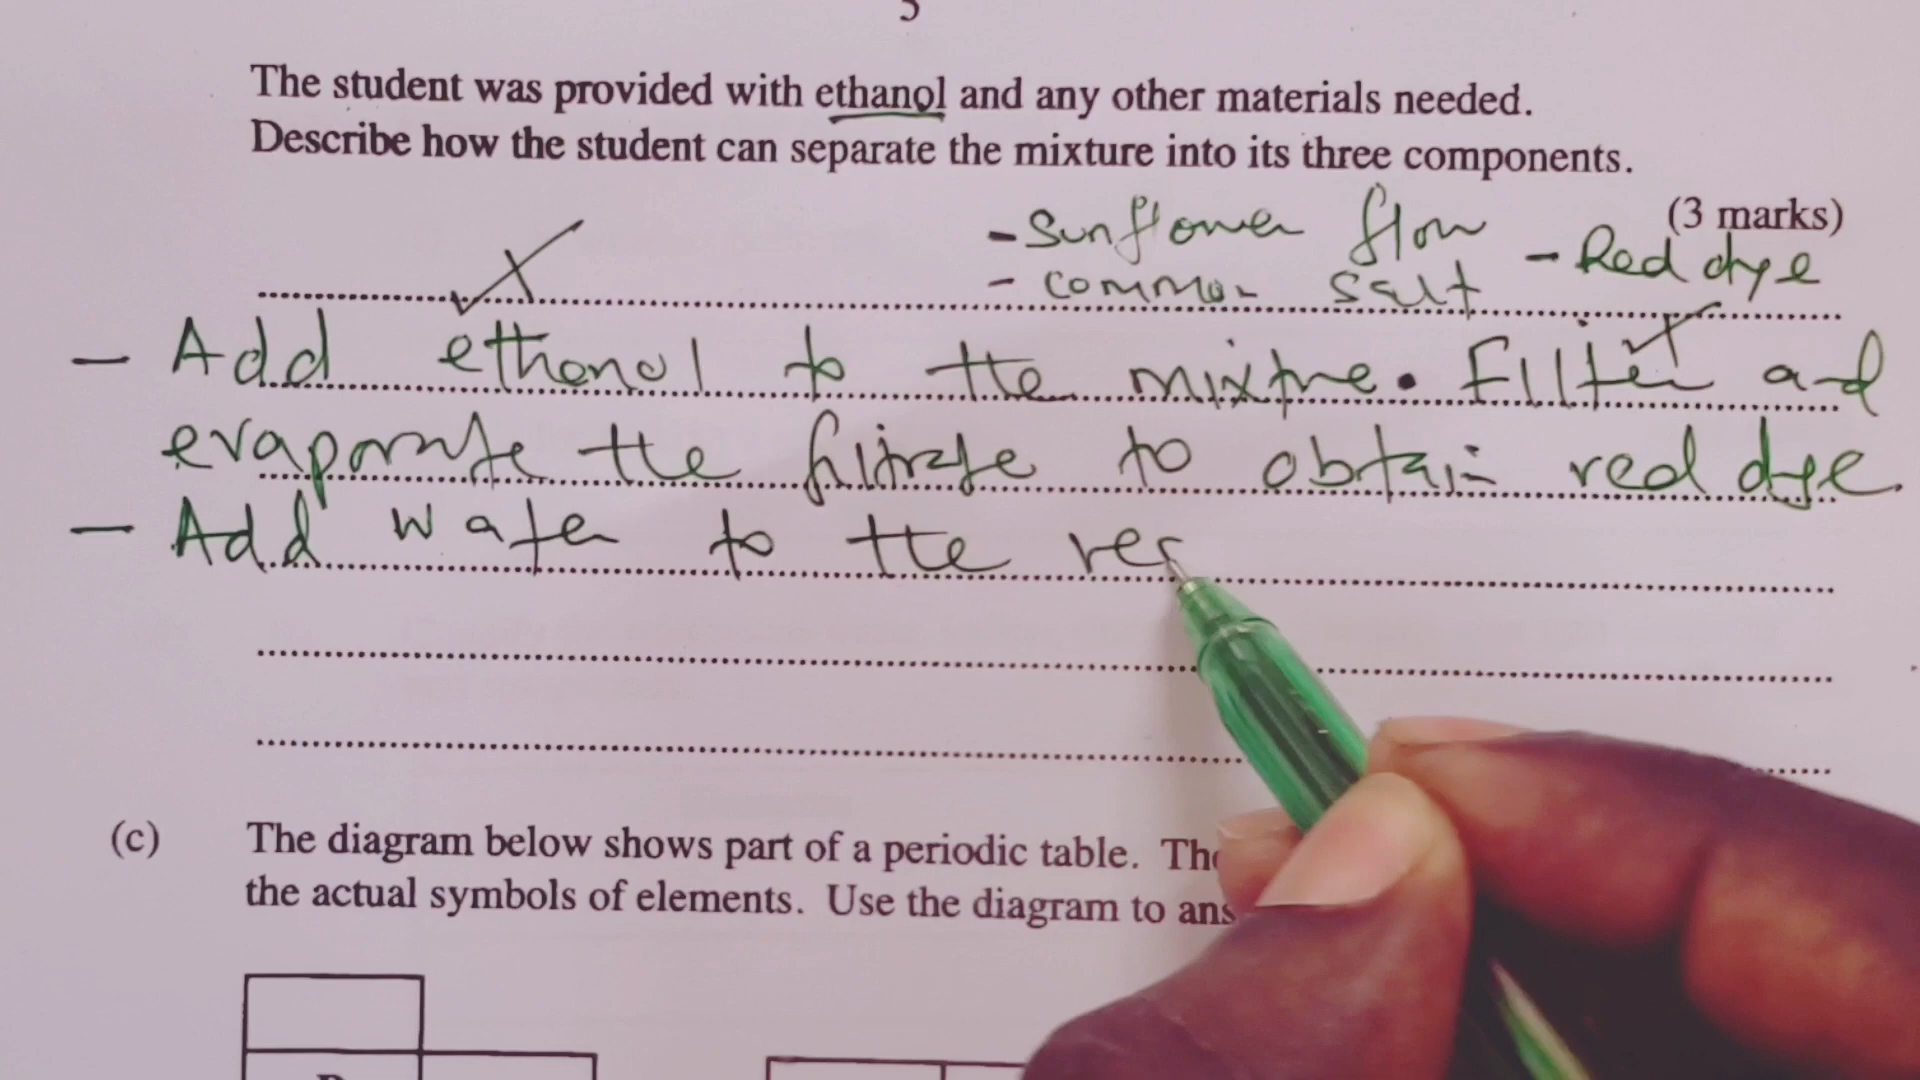 5
The student was provided with ethanol and any other materials needed.
Describe how the student can separate the mixture into its three components.
(3 marks)
- Sunflower flour
- Common salt
- Red dye
- Add ethanol to the mixture. Filter and
evaporate the filtrate to obtain red dye.
- Add water to the res
(c) The diagram below shows part of a periodic table. The
the actual symbols of elements. Use the diagram to ans